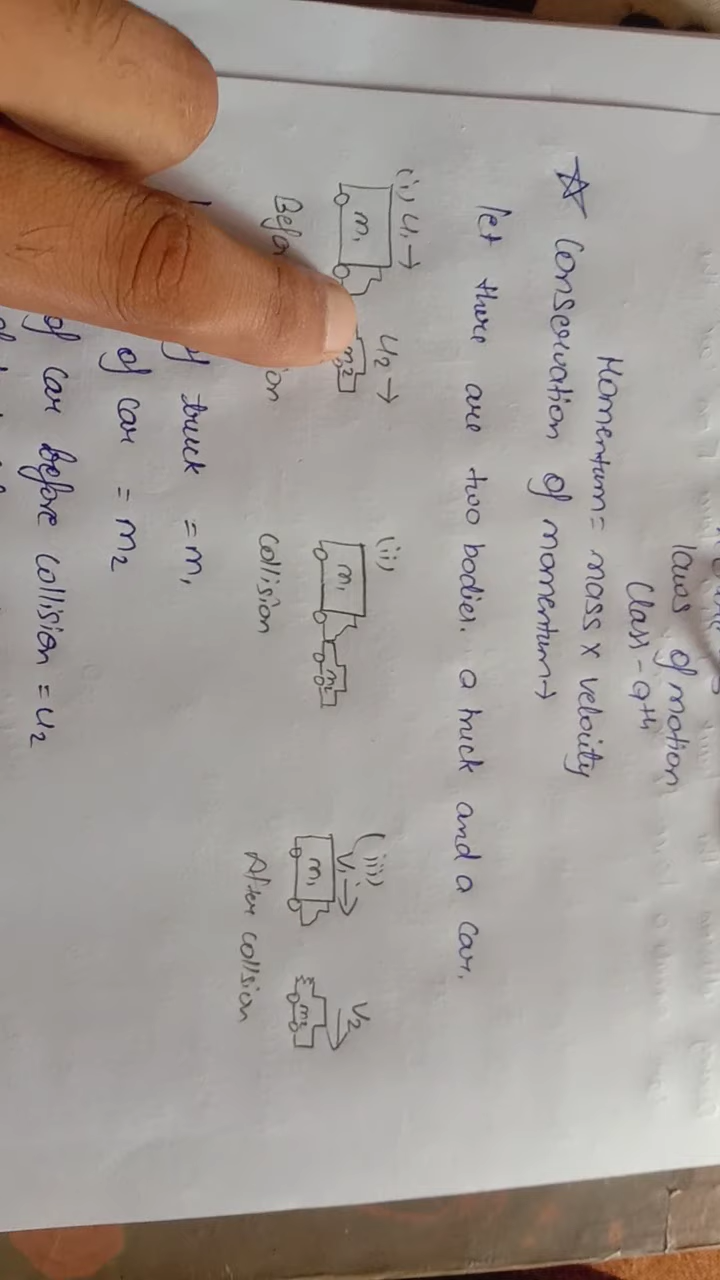 laws of motion
Class - 9th
Momentum = mass x velocity
☆ Conservation of momentum →
let there are two bodies. a truck and a car.
(i) u₁ → u₂ → (ii) (iii) V₁ → V₂
m₁ m₂ m₁ m₂ m₁ m₂
Collision After collsion
truck = m₁
of car = m₂
of car before collision = u₂